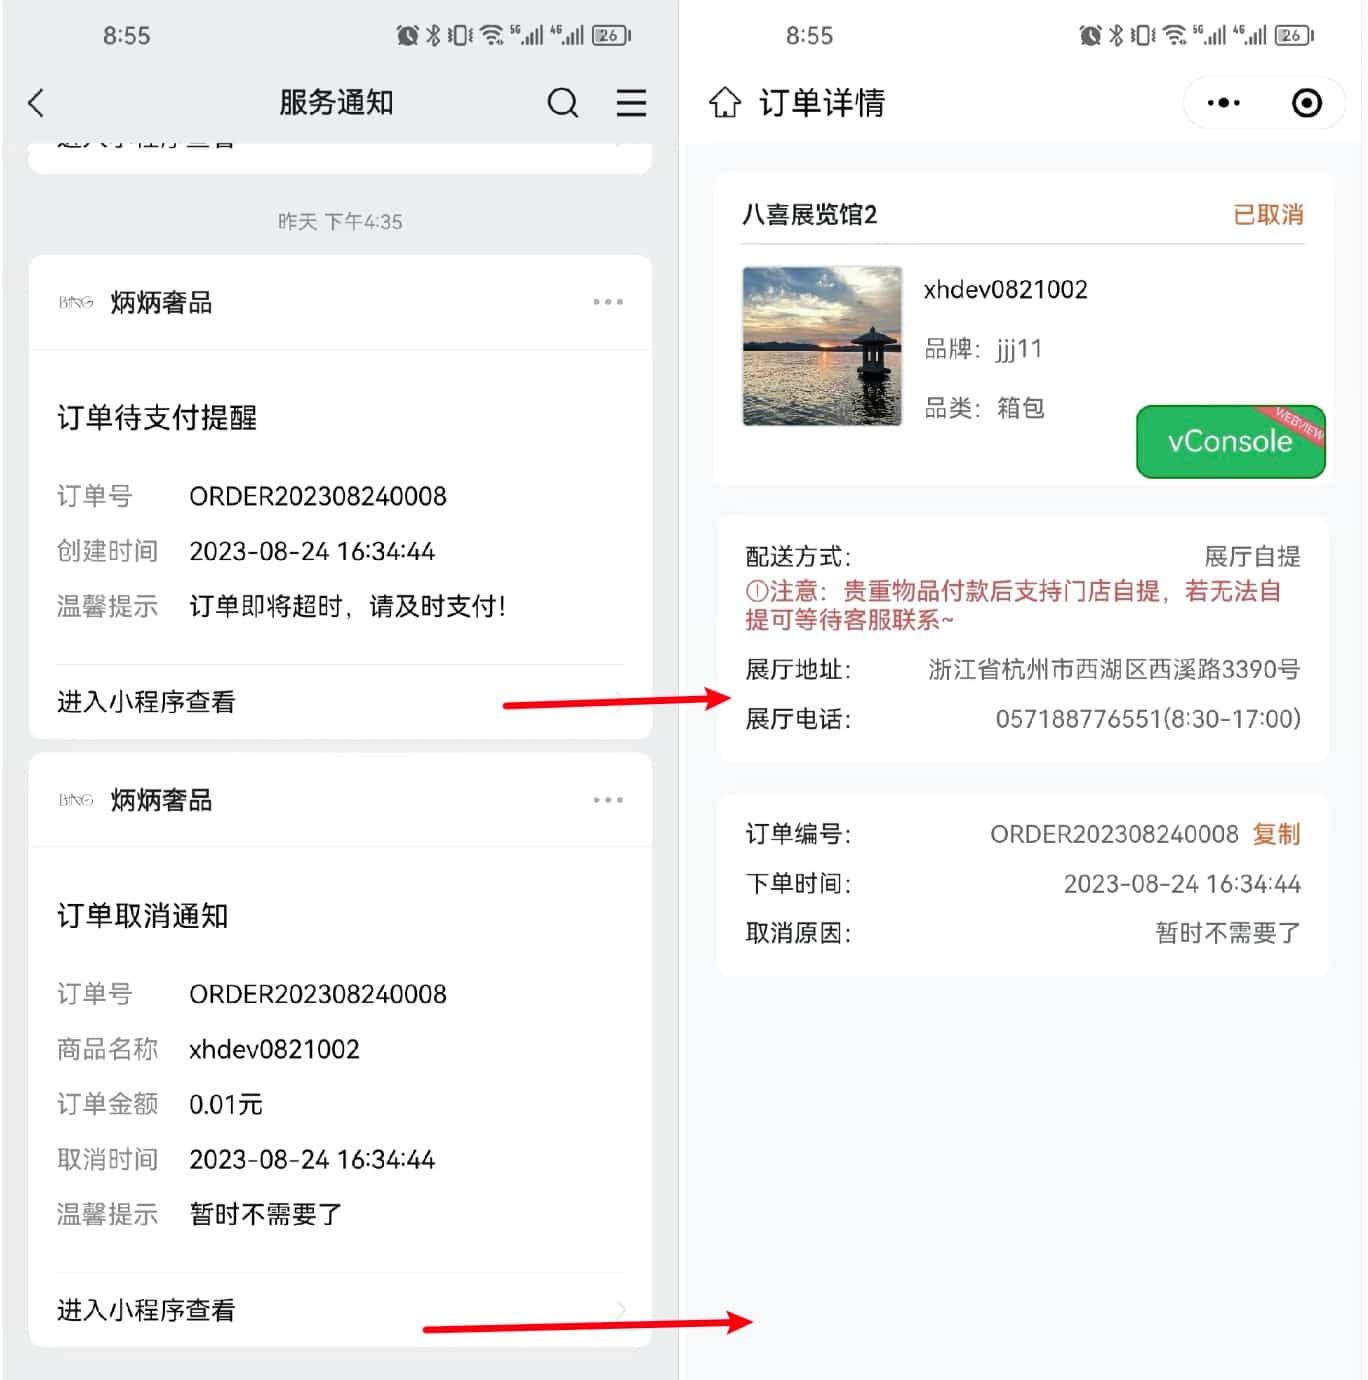 8:55
5G
4G
26
服务通知
进入小程序查看
昨天 下午4:35
BING 炳炳奢品
订单待支付提醒
订单号 ORDER202308240008
创建时间 2023-08-24 16:34:44
温馨提示 订单即将超时，请及时支付！
进入小程序查看
BING 炳炳奢品
订单取消通知
订单号 ORDER202308240008
商品名称 xhdev0821002
订单金额 0.01元
取消时间 2023-08-24 16:34:44
温馨提示 暂时不需要了
进入小程序查看
8:55
5G
4G
26
订单详情
八喜展览馆2 已取消
xhdev0821002
品牌：jjj11
品类：箱包
WEBVIEW
vConsole
配送方式： 展厅自提
①注意：贵重物品付款后支持门店自提，若无法自
提可等待客服联系~
展厅地址： 浙江省杭州市西湖区西溪路3390号
展厅电话： 057188776551(8:30-17:00)
订单编号： ORDER202308240008 复制
下单时间： 2023-08-24 16:34:44
取消原因： 暂时不需要了